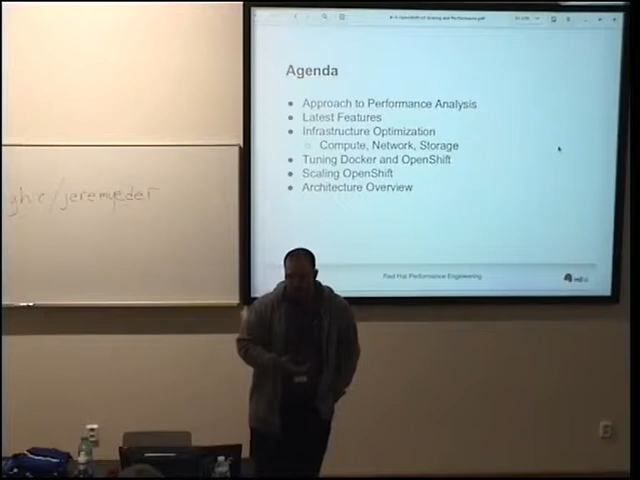 Agenda
● Approach to Performance Analysis
● Latest Features
● Infrastructure Optimization
○ Compute, Network, Storage
● Tuning Docker and OpenShift
● Scaling OpenShift
● Architecture Overview
Red Hat Performance Engineering
jeremyeder